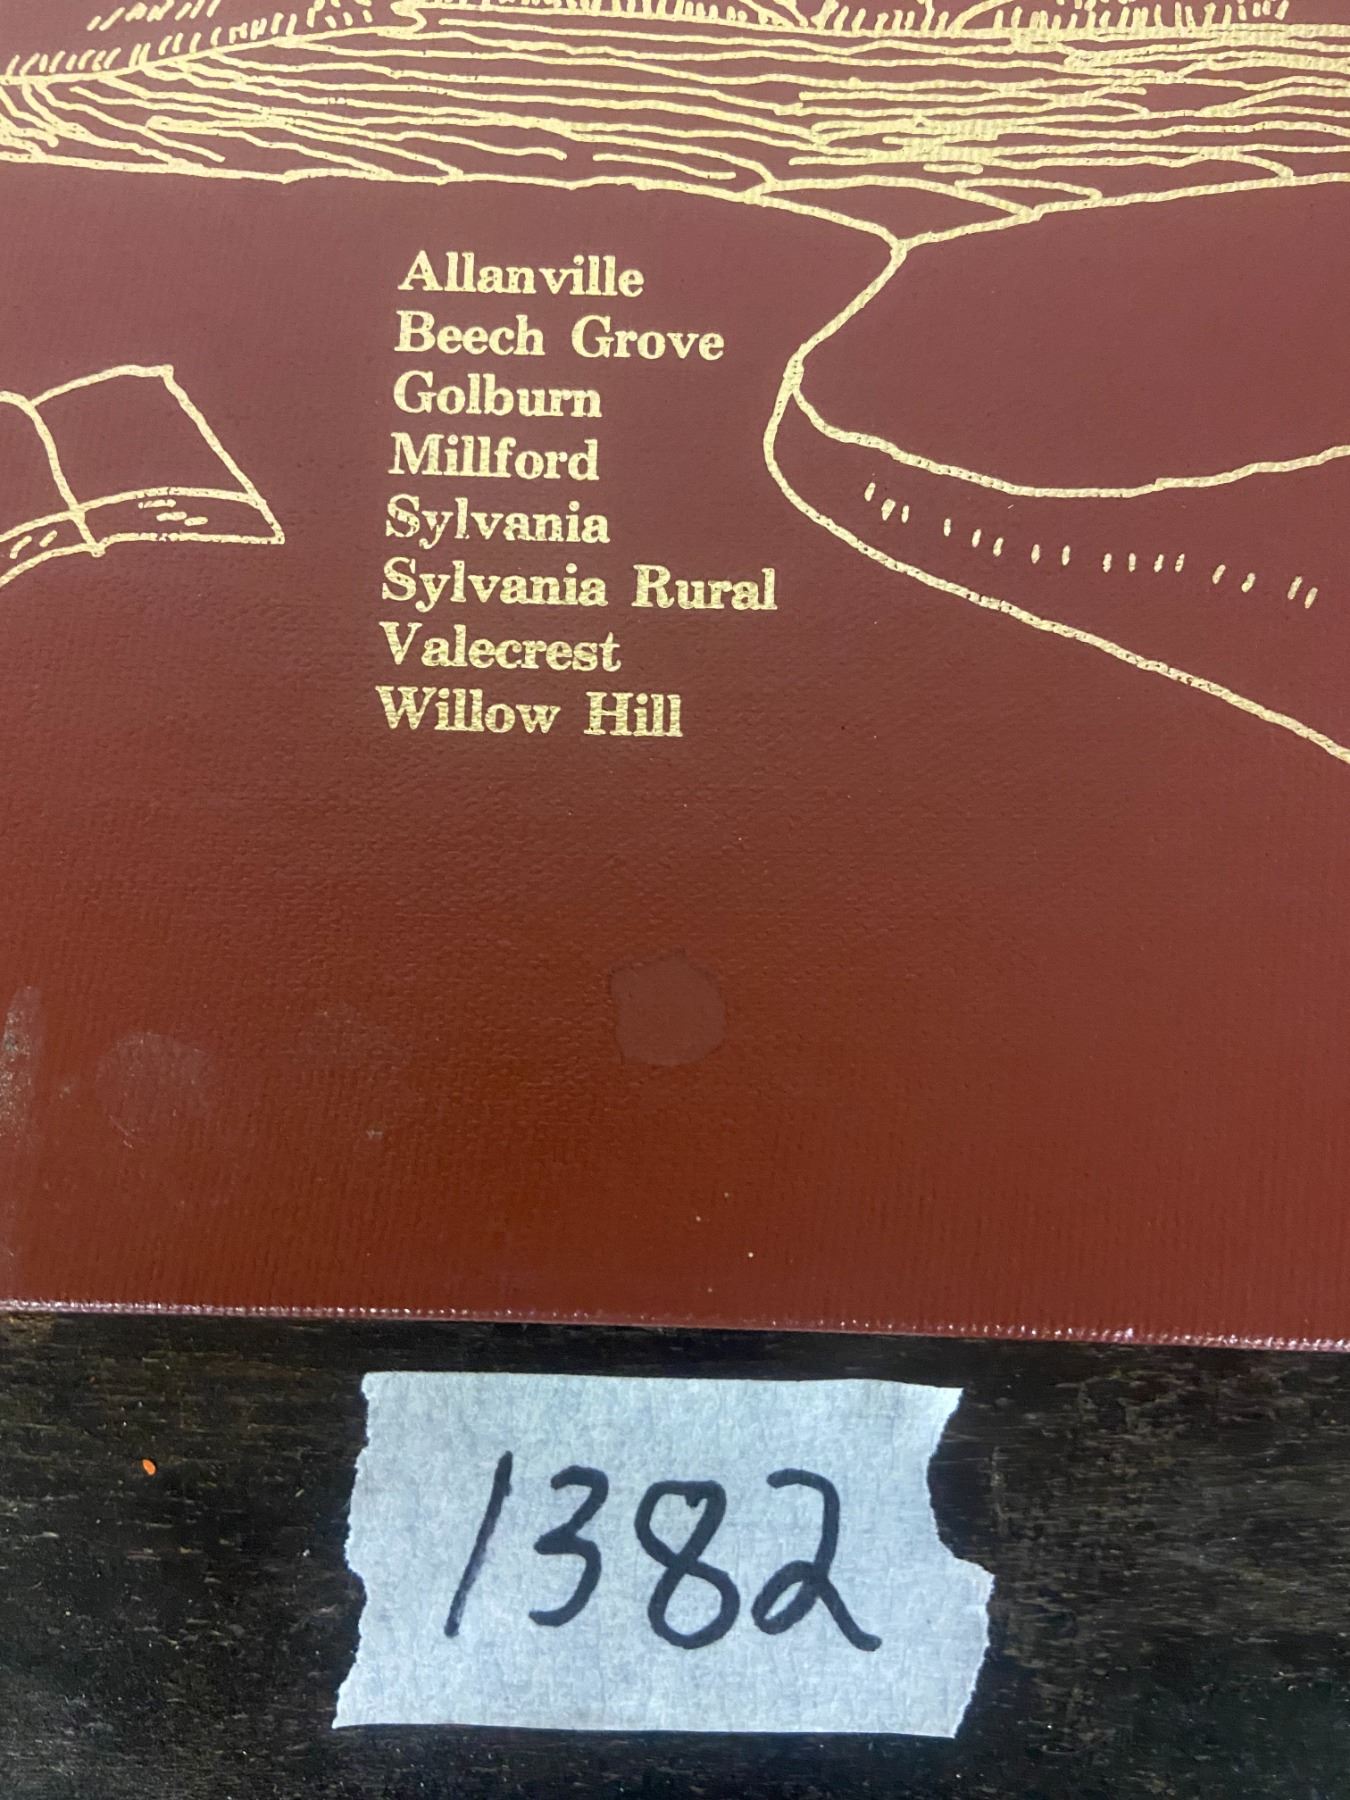 Allanville
Beech Grove
Golburn
Millford
Sylvania
Sylvania Rural
Valecrest
Willow Hill
1382